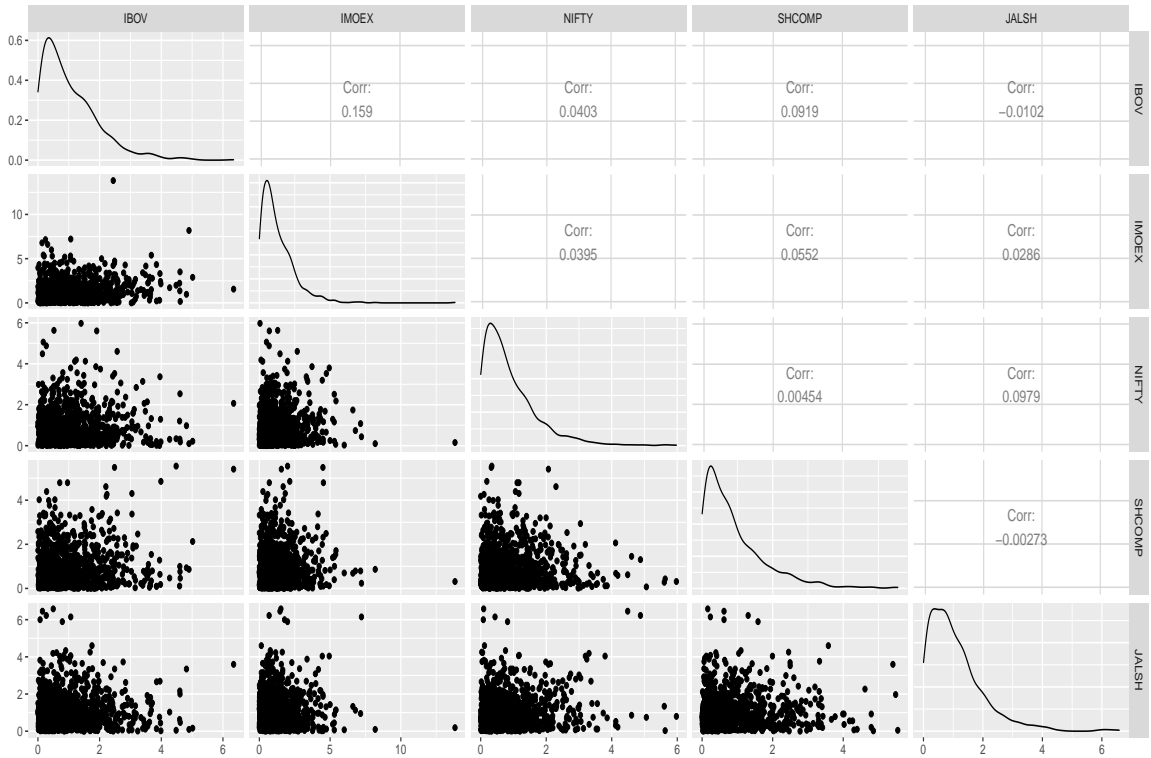 IBOV IMOEX NIFTY SHCOMP JALSH
0.6
0.4
0.2
0.0
Corr:
0.159
Corr:
0.0403
Corr:
0.0919
Corr:
−0.0102
IBOV
10
5
0
Corr:
0.0395
Corr:
0.0552
Corr:
0.0286
IMOEX
6
4
2
0
Corr:
0.00454
Corr:
0.0979
NIFTY
4
2
0
Corr:
−0.00273
SHCOMP
6
4
2
0
JALSH
0 2 4 6 0 5 10 0 2 4 6 0 2 4 0 2 4 6